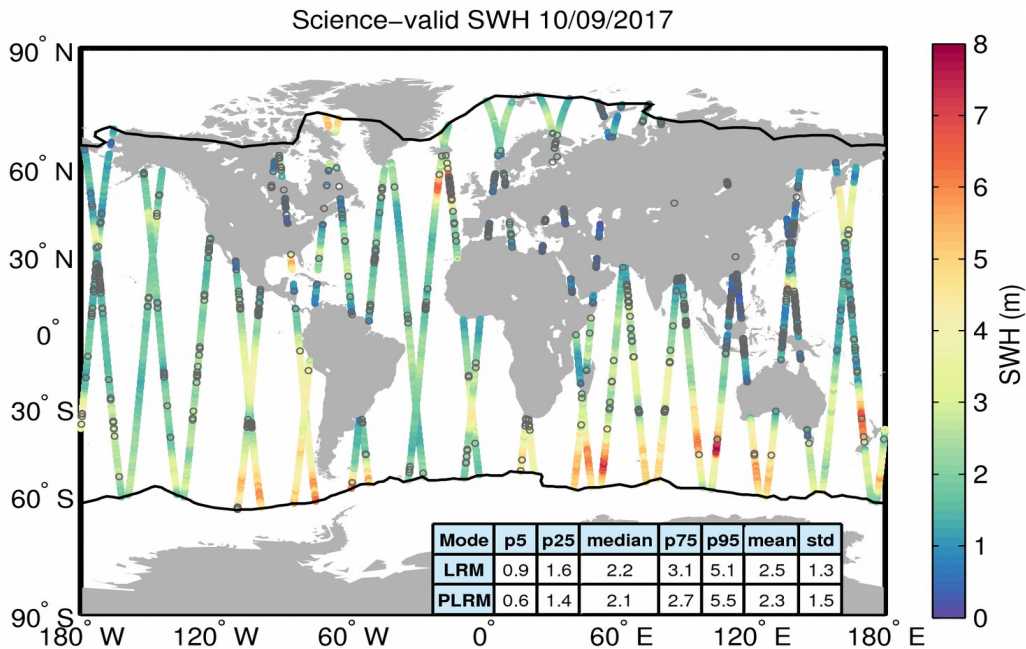 Science−valid SWH 10/09/2017
90° N
60° N
30° N
0°
30° S
60° S
90° S
180° W
120° W
60° W
0°
60° E
120° E
180° E
Mode p5 p25 median p75 p95 mean std
LRM 0.9 1.6 2.2 3.1 5.1 2.5 1.3
PLRM 0.6 1.4 2.1 2.7 5.5 2.3 1.5
8
7
6
5
4
3
2
1
0
SWH (m)